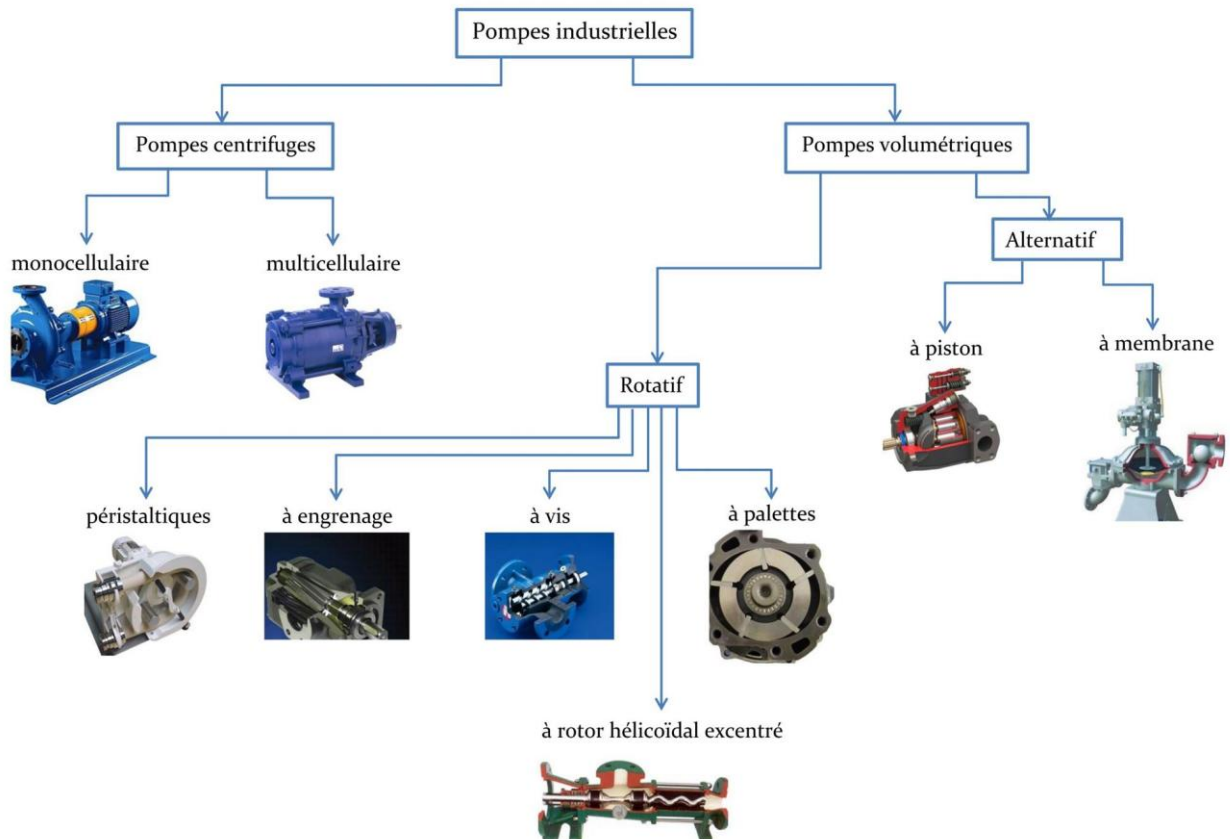 Pompes industrielles
Pompes centrifuges
Pompes volumétriques
Alternatif
monocellulaire
multicellulaire
à piston
à membrane
Rotatif
péristaltiques
à engrenage
à vis
à palettes
à rotor hélicoïdal excentré